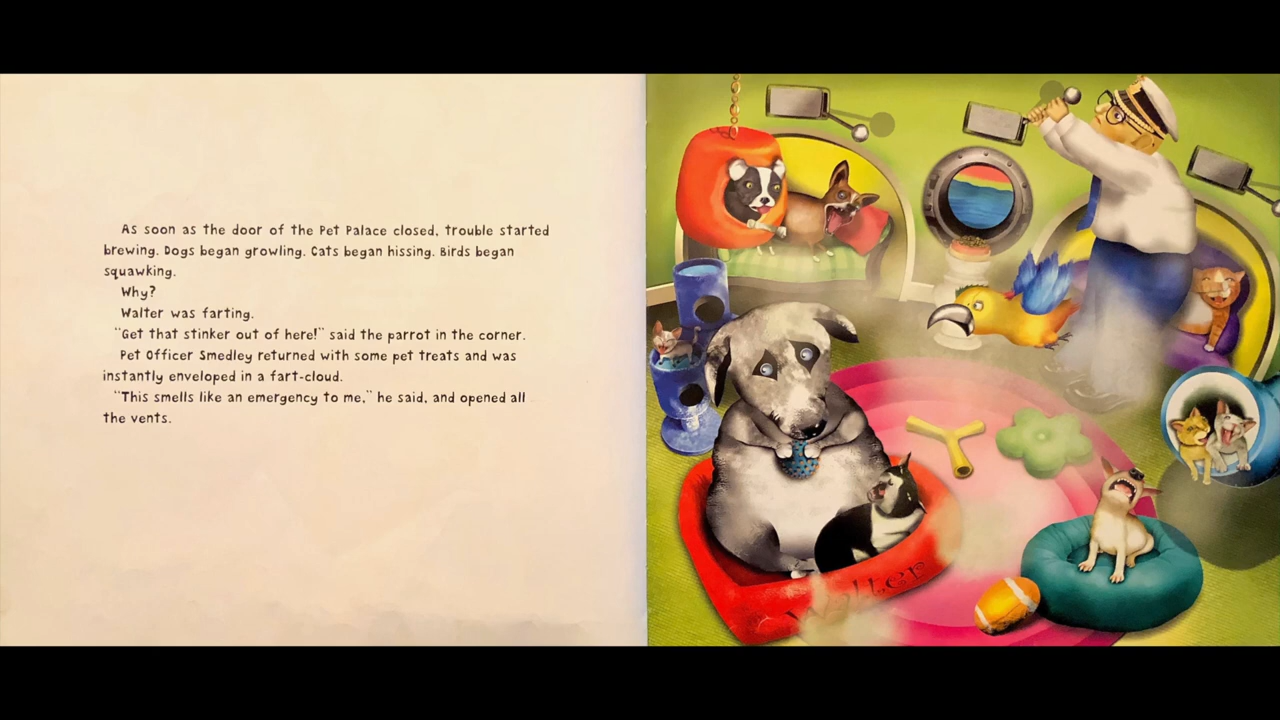 As soon as the door of the Pet Palace closed, trouble started
brewing. Dogs began growling. Cats began hissing. Birds began
squawking.
Why?
Walter was farting.
"Get that stinker out of here!" said the parrot in the corner.
Pet Officer Smedley returned with some pet treats and was
instantly enveloped in a fart-cloud.
"This smells like an emergency to me," he said, and opened all
the vents.
Walter